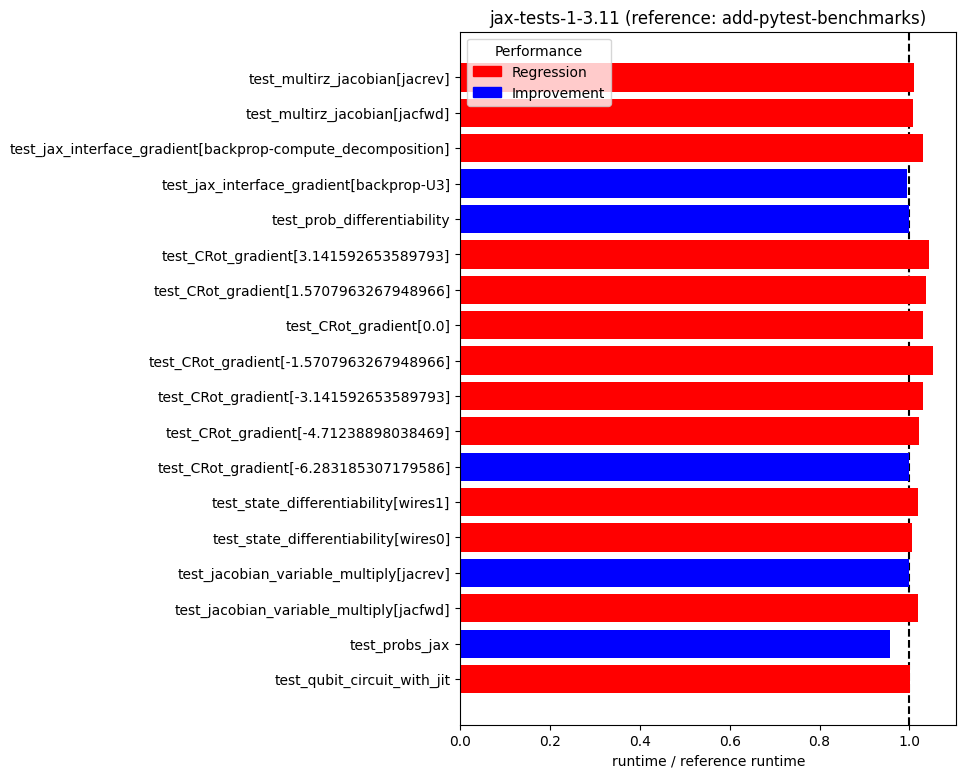 jax-tests-1-3.11 (reference: add-pytest-benchmarks)
Performance
Regression
Improvement
test_multirz_jacobian[jacrev]
test_multirz_jacobian[jacfwd]
test_jax_interface_gradient[backprop-compute_decomposition]
test_jax_interface_gradient[backprop-U3]
test_prob_differentiability
test_CRot_gradient[3.141592653589793]
test_CRot_gradient[1.5707963267948966]
test_CRot_gradient[0.0]
test_CRot_gradient[-1.5707963267948966]
test_CRot_gradient[-3.141592653589793]
test_CRot_gradient[-4.71238898038469]
test_CRot_gradient[-6.283185307179586]
test_state_differentiability[wires1]
test_state_differentiability[wires0]
test_jacobian_variable_multiply[jacrev]
test_jacobian_variable_multiply[jacfwd]
test_probs_jax
test_qubit_circuit_with_jit
0.0 0.2 0.4 0.6 0.8 1.0
runtime / reference runtime